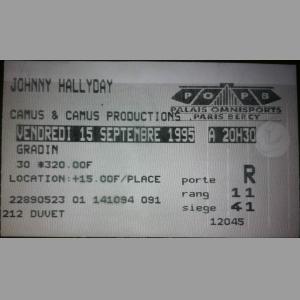 JOHNNY HALLYDAY
POPB
PALAIS OMNISPORTS
PARIS BERCY
CAMUS & CAMUS PRODUCTIONS
VENDREDI 15 SEPTEMBRE 1995 A 20H30
GRADIN
30 *320.00F
LOCATION:+15.00F/PLACE
porte R
rang 11
siege 41
22890523 01 141094 091
212 DUVET
12045